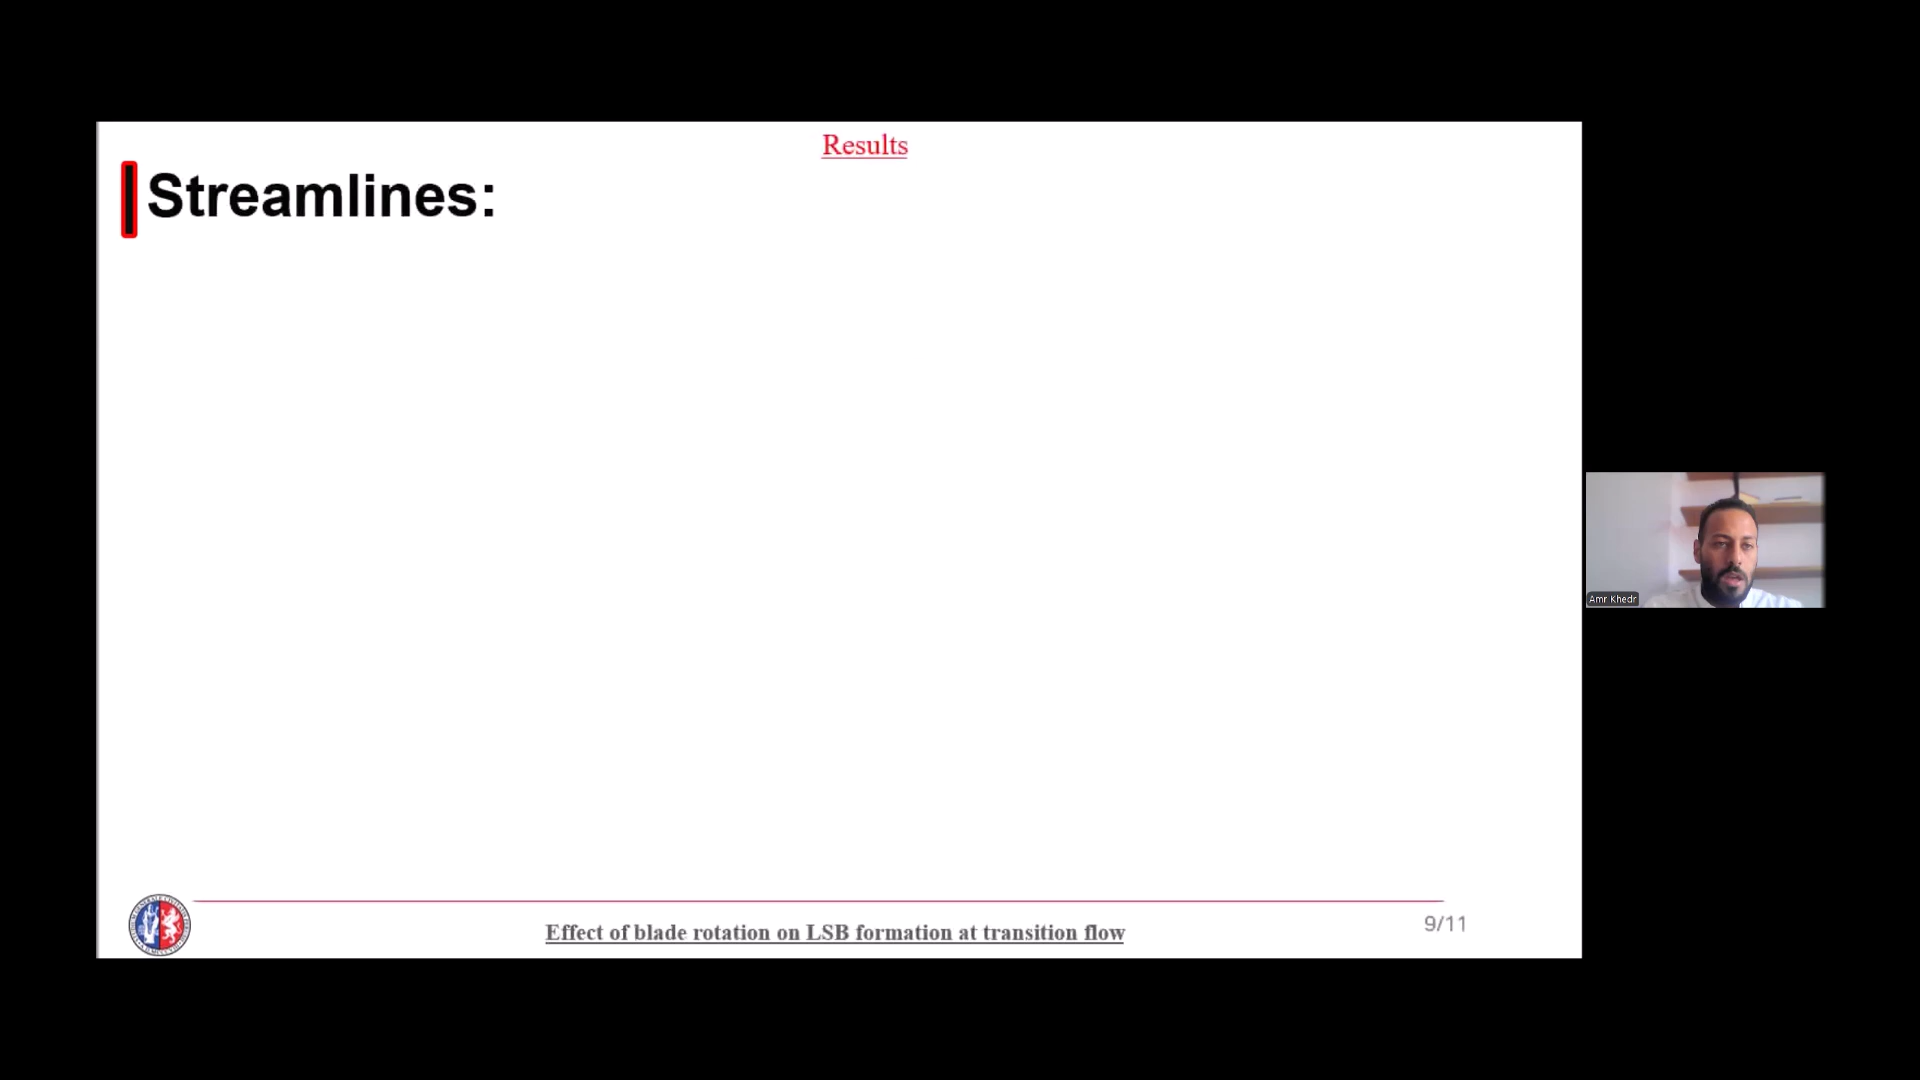 Results
Streamlines:
Amr Khedr
Effect of blade rotation on LSB formation at transition flow
9/11